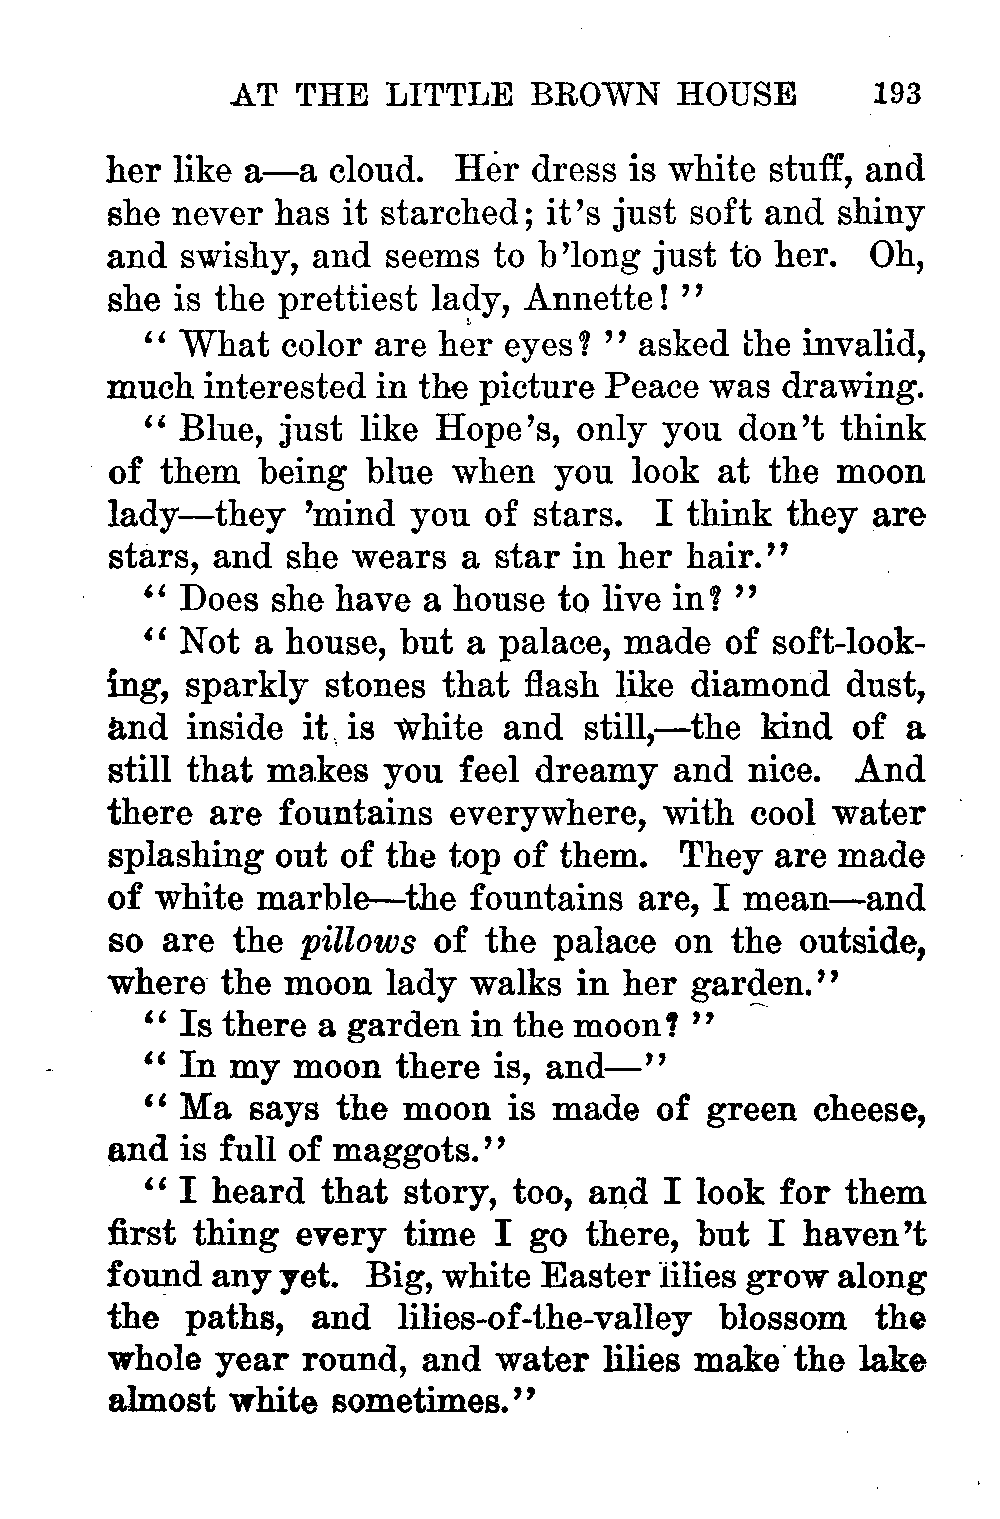 AT THE LITTLE BROWN HOUSE 193
her like a—a cloud. Her dress is white stuff, and
she never has it starched; it's just soft and shiny
and swishy, and seems to b'long just to her. Oh,
she is the prettiest lady, Annette! "
" What color are her eyes? " asked the invalid,
much interested in the picture Peace was drawing.
" Blue, just like Hope's, only you don't think
of them being blue when you look at the moon
lady—they 'mind you of stars. I think they are
stars, and she wears a star in her hair."
" Does she have a house to live in? "
" Not a house, but a palace, made of soft-look-
ing, sparkly stones that flash like diamond dust,
and inside it is white and still,—the kind of a
still that makes you feel dreamy and nice. And
there are fountains everywhere, with cool water
splashing out of the top of them. They are made
of white marble—the fountains are, I mean—and
so are the pillows of the palace on the outside,
where the moon lady walks in her garden."
" Is there a garden in the moon? "
" In my moon there is, and—"
" Ma says the moon is made of green cheese,
and is full of maggots."
" I heard that story, too, and I look for them
first thing every time I go there, but I haven't
found any yet. Big, white Easter lilies grow along
the paths, and lilies-of-the-valley blossom the
whole year round, and water lilies make the lake
almost white sometimes."